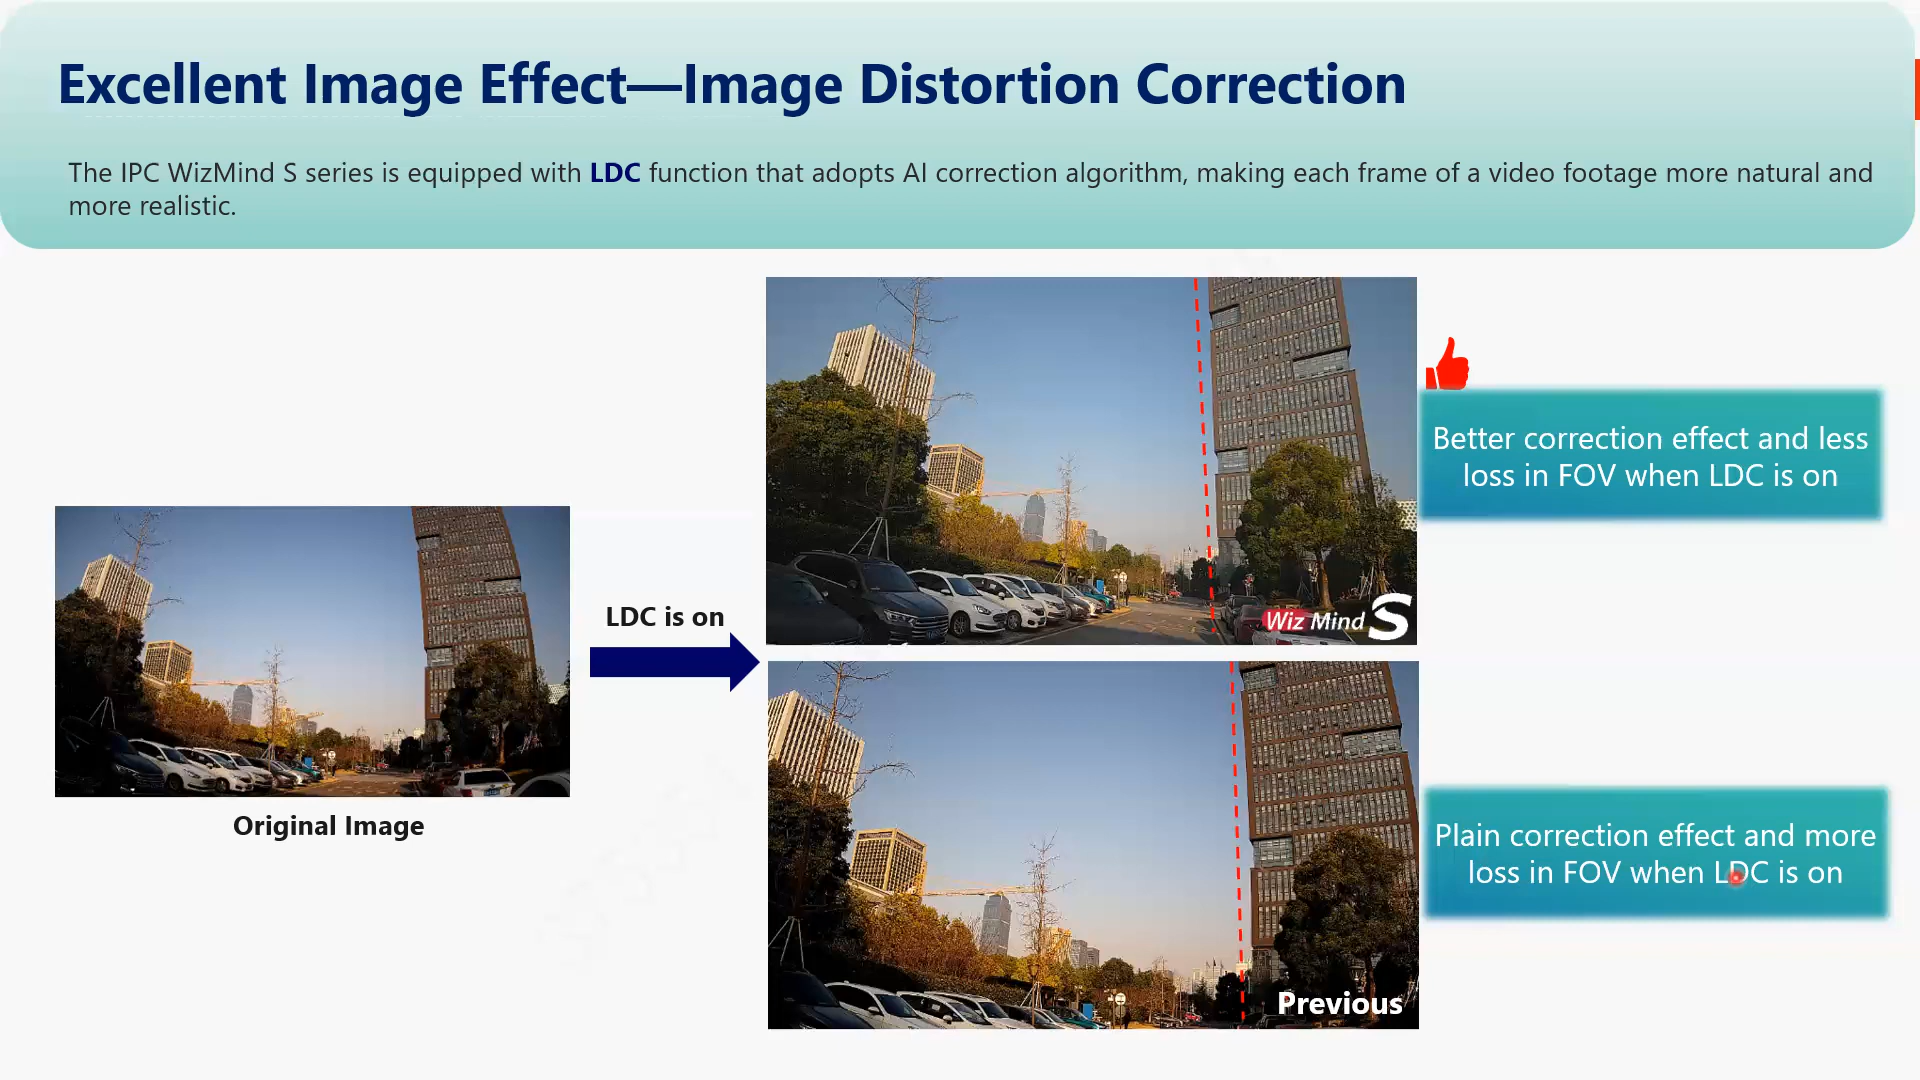 Excellent Image Effect—Image Distortion Correction
The IPC WizMind S series is equipped with LDC function that adopts AI correction algorithm, making each frame of a video footage more natural and
more realistic.
Better correction effect and less
loss in FOV when LDC is on
LDC is on
Wiz Mind S
Original Image
Plain correction effect and more
loss in FOV when LDC is on
Previous